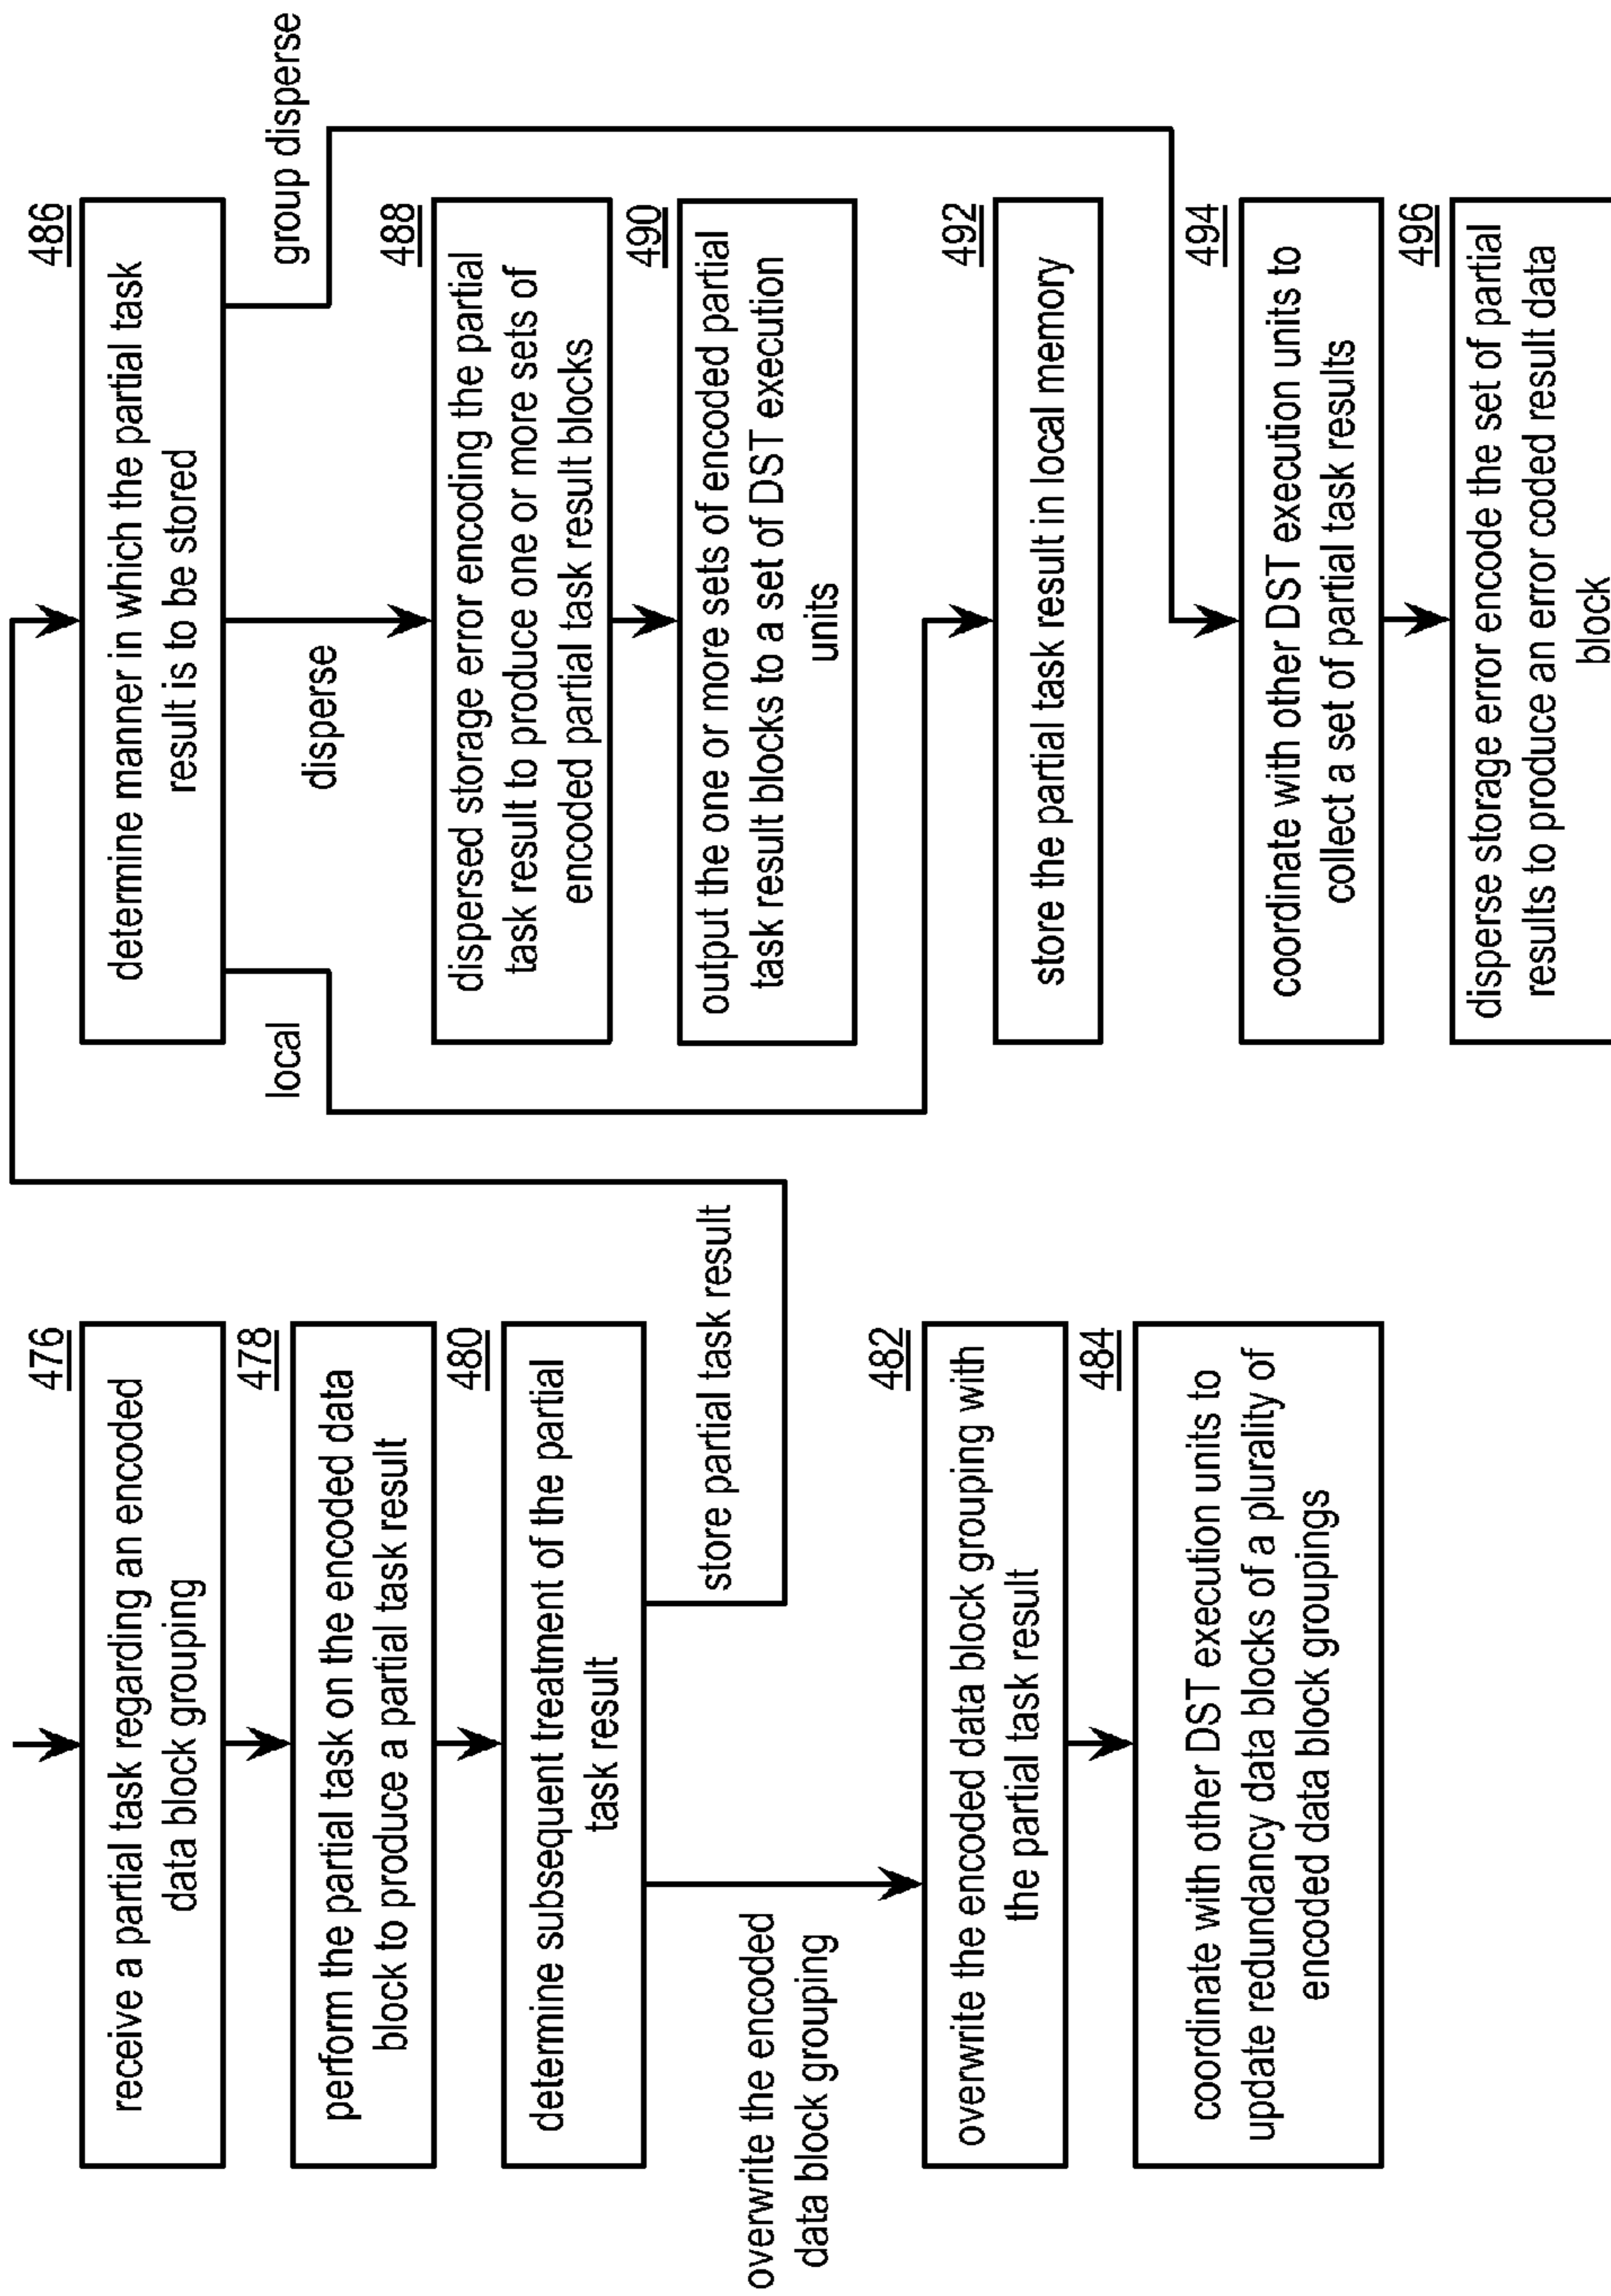 476
receive a partial task regarding an encoded
data block grouping
478
perform the partial task on the encoded data
block to produce a partial task result
480
determine subsequent treatment of the partial
task result
store partial task result
overwrite the encoded
data block grouping
482
overwrite the encoded data block grouping with
the partial task result
484
coordinate with other DST execution units to
update redundancy data blocks of a plurality of
encoded data block groupings
486
determine manner in which the partial task
result is to be stored
local
disperse
group disperse
488
dispersed storage error encoding the partial
task result to produce one or more sets of
encoded partial task result blocks
490
output the one or more sets of encoded partial
task result blocks to a set of DST execution
units
492
store the partial task result in local memory
494
coordinate with other DST execution units to
collect a set of partial task results
496
disperse storage error encode the set of partial
results to produce an error coded result data
block